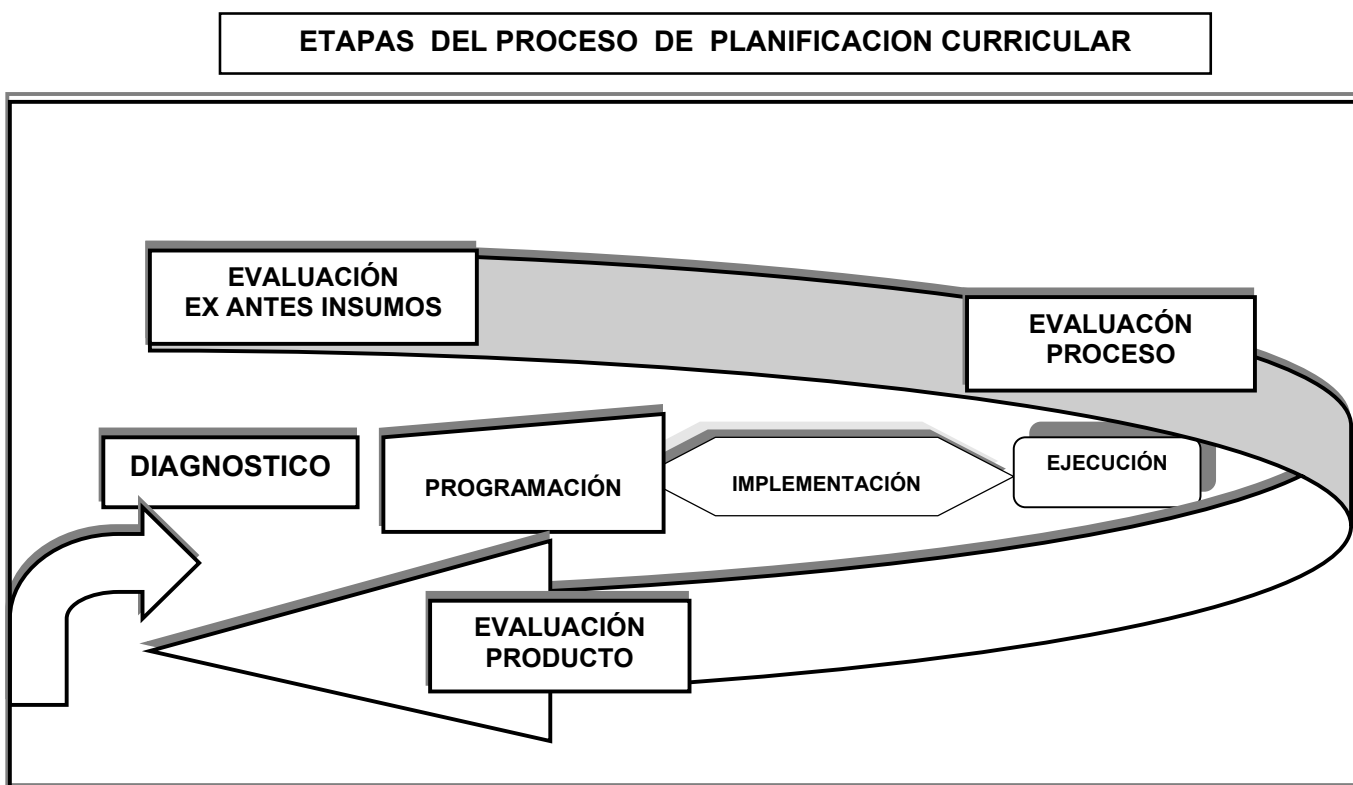 ETAPAS DEL PROCESO DE PLANIFICACION CURRICULAR
EVALUACIÓN
EX ANTES INSUMOS
EVALUACÓN
PROCESO
DIAGNOSTICO
PROGRAMACIÓN
IMPLEMENTACIÓN
EJECUCIÓN
EVALUACIÓN
PRODUCTO